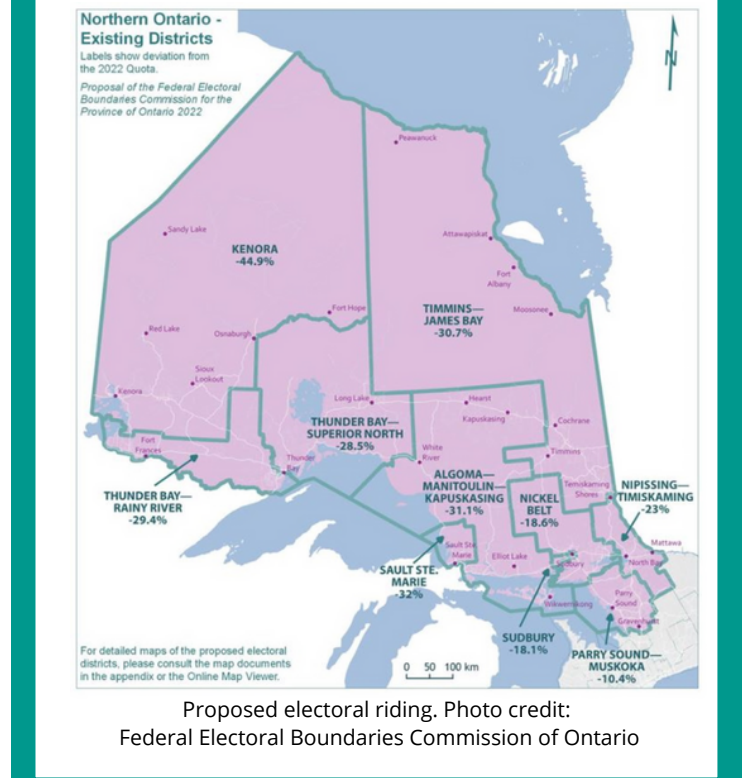 Northern Ontario -
Existing Districts
Labels show deviation from
the 2022 Quota.
Proposal of the Federal Electoral
Boundaries Commission for the
Province of Ontario 2022
N
Peawanuck
Sandy Lake
KENORA
-44.9%
Attawapiskat
Fort
Albany
Fort Hope
TIMMINS—
JAMES BAY
-30.7%
Moosonee
Red Lake
Osnaburgh
Sioux
Lookout
Kenora
Long Lake
Hearst
Kapuskasing
Cochrane
THUNDER BAY—
SUPERIOR NORTH
-28.5%
Fort
Frances
Thunder
Bay
White
River
Timmins
ALGOMA—
MANITOULIN—
KAPUSKASING
-31.1%
NICKEL
BELT
-18.6%
Temiskaming
Shores
NIPISSING—
TIMISKAMING
-23%
THUNDER BAY—
RAINY RIVER
-29.4%
Mattawa
Sault Ste.
Marie
Elliot Lake
Sudbury
North Bay
SAULT STE.
MARIE
-32%
Wikwemikong
Parry
Sound
Gravenhurst
SUDBURY
-18.1%
PARRY SOUND—
MUSKOKA
-10.4%
For detailed maps of the proposed electoral
districts, please consult the map documents
in the appendix or the Online Map Viewer.
0 50 100 km
Proposed electoral riding. Photo credit:
Federal Electoral Boundaries Commission of Ontario